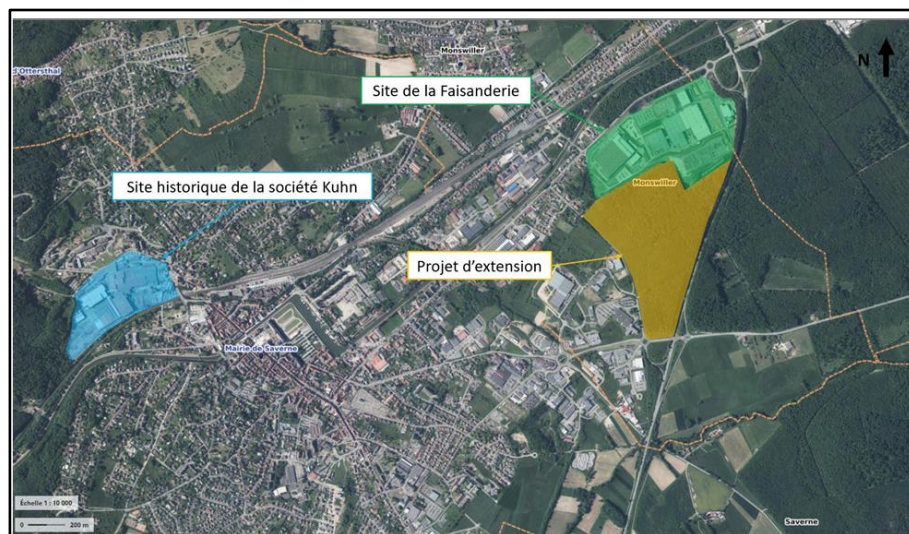 Monswiller
d'Ottersthal
N
Site de la Faisanderie
Site historique de la société Kuhn
Monswiller
Projet d'extension
Mairie de Saverne
Échelle 1 : 10 000
0 200 m
Saverne